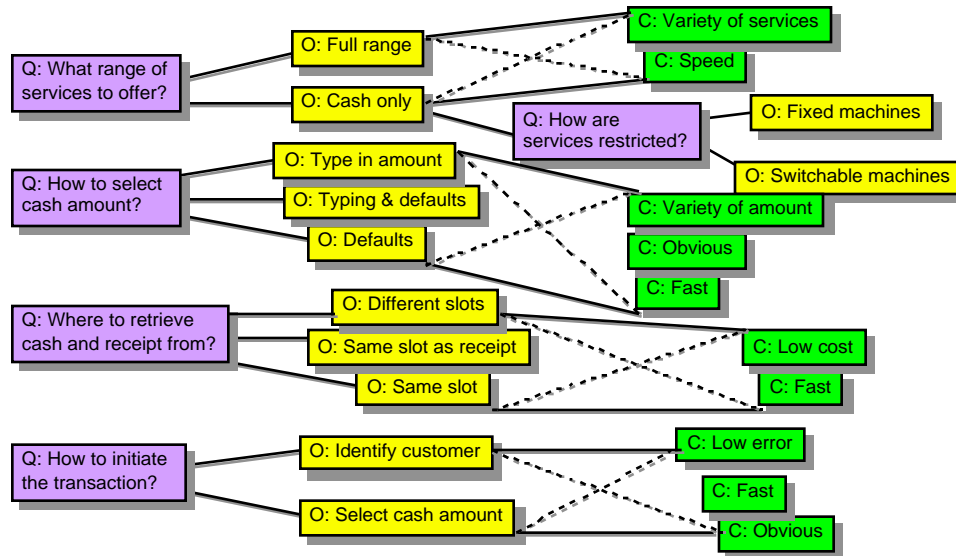 Q: What range of
services to offer?
O: Full range
O: Cash only
C: Variety of services
C: Speed
Q: How are
services restricted?
O: Fixed machines
O: Switchable machines
Q: How to select
cash amount?
O: Type in amount
O: Typing & defaults
O: Defaults
C: Variety of amount
C: Obvious
C: Fast
Q: Where to retrieve
cash and receipt from?
O: Different slots
O: Same slot as receipt
O: Same slot
C: Low cost
C: Fast
Q: How to initiate
the transaction?
O: Identify customer
O: Select cash amount
C: Low error
C: Fast
C: Obvious